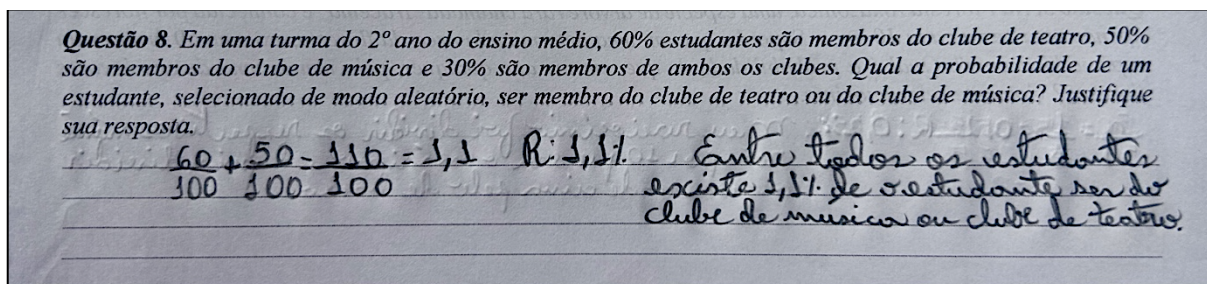 Questão 8. Em uma turma do 2º ano do ensino médio, 60% estudantes são membros do clube de teatro, 50%
são membros do clube de música e 30% são membros de ambos os clubes. Qual a probabilidade de um
estudante, selecionado de modo aleatório, ser membro do clube de teatro ou do clube de música? Justifique
sua resposta.
60/100 + 50/100 = 110/100 = 1,1 R: 1,1% Entre todos os estudantes
existe 1,1% de o estudante ser do
clube de musica ou clube de teatro.